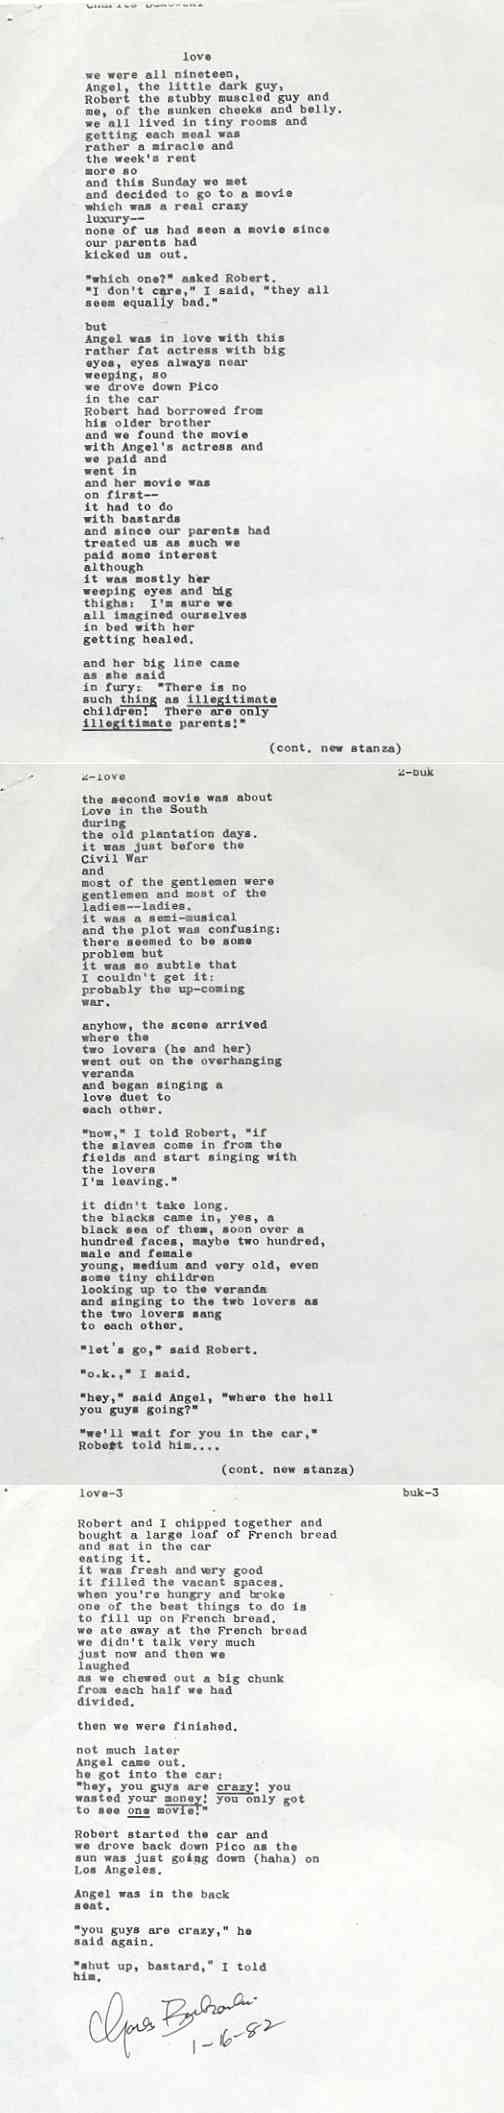 Charles Bukowski
love
we were all nineteen,
Angel, the little dark guy,
Robert the stubby muscled guy and
me, of the sunken cheeks and belly.
we all lived in tiny rooms and
getting each meal was
rather a miracle and
the week's rent
more so
and this Sunday we met
and decided to go to a movie
which was a real crazy
luxury--
none of us had seen a movie since
our parents had
kicked us out.
"which one?" asked Robert.
"I don't care," I said, "they all
seem equally bad."
but
Angel was in love with this
rather fat actress with big
eyes, eyes always near
weeping, so
we drove down Pico
in the car
Robert had borrowed from
his older brother
and we found the movie
with Angel's actress and
we paid and
went in
and her movie was
on first--
it had to do
with bastards
and since our parents had
treated us as such we
paid some interest
although
it was mostly her
weeping eyes and big
thighs: I'm sure we
all imagined ourselves
in bed with her
getting healed.
and her big line came
as she said
in fury: "There is no
such thing as illegitimate
children! There are only
illegitimate parents!"
(cont. new stanza)
2-love 2-buk
the second movie was about
Love in the South
during
the old plantation days.
it was just before the
Civil War
and
most of the gentlemen were
gentlemen and most of the
ladies--ladies.
it was a semi-musical
and the plot was confusing:
there seemed to be some
problem but
it was so subtle that
I couldn't get it:
probably the up-coming
war.
anyhow, the scene arrived
where the
two lovers (he and her)
went out on the overhanging
veranda
and began singing a
love duet to
each other.
"now," I told Robert, "if
the slaves come in from the
fields and start singing with
the lovers
I'm leaving."
it didn't take long.
the blacks came in, yes, a
black sea of them, soon over a
hundred faces, maybe two hundred,
male and female
young, medium and very old, even
some tiny children
looking up to the veranda
and singing to the twb lovers as
the two lovers sang
to each other.
"let's go," said Robert.
"o.k.," I said.
"hey," said Angel, "where the hell
you guys going?"
"we'll wait for you in the car,"
Robert told him....
(cont. new stanza)
love-3 buk-3
Robert and I chipped together and
bought a large loaf of French bread
and sat in the car
eating it.
it was fresh and very good
it filled the vacant spaces.
when you're hungry and broke
one of the best things to do is
to fill up on French bread.
we ate away at the French bread
we didn't talk very much
just now and then we
laughed
as we chewed out a big chunk
from each half we had
divided.
then we were finished.
not much later
Angel came out.
he got into the car:
"hey, you guys are crazy! you
wasted your money! you only got
to see one movie!"
Robert started the car and
we drove back down Pico as the
sun was just going down (haha) on
Los Angeles.
Angel was in the back
seat.
"you guys are crazy," he
said again.
"shut up, bastard," I told
him.
Charles Bukowski
1-16-82